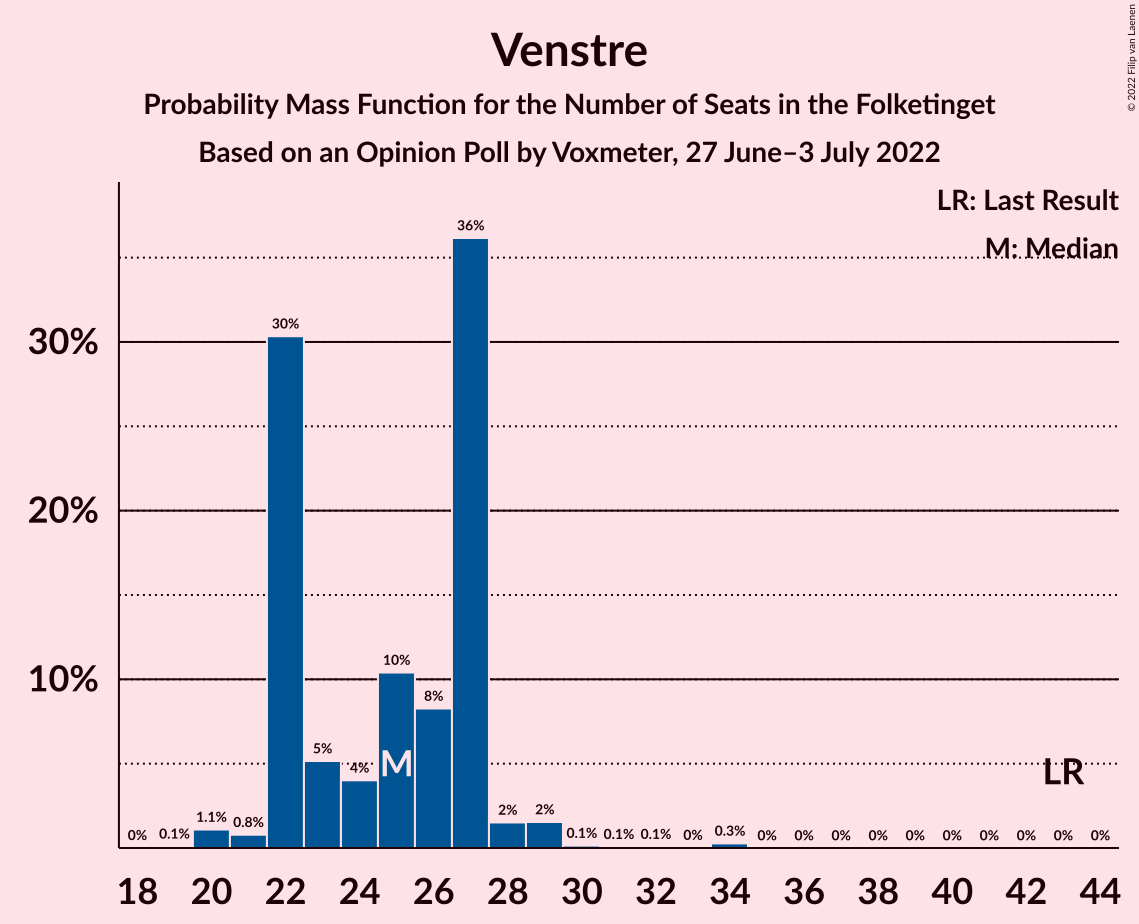 Venstre
Probability Mass Function for the Number of Seats in the Folketinget
Based on an Opinion Poll by Voxmeter, 27 June–3 July 2022
© 2022 Filip van Laenen
LR: Last Result
M: Median
30%
20%
10%
0% 0.1% 1.1% 0.8% 30% 5% 4% 10% 8% 36% 2% 2% 0.1% 0.1% 0.1% 0% 0.3% 0% 0% 0% 0% 0% 0% 0% 0% 0% 0%
M
LR
18 20 22 24 26 28 30 32 34 36 38 40 42 44